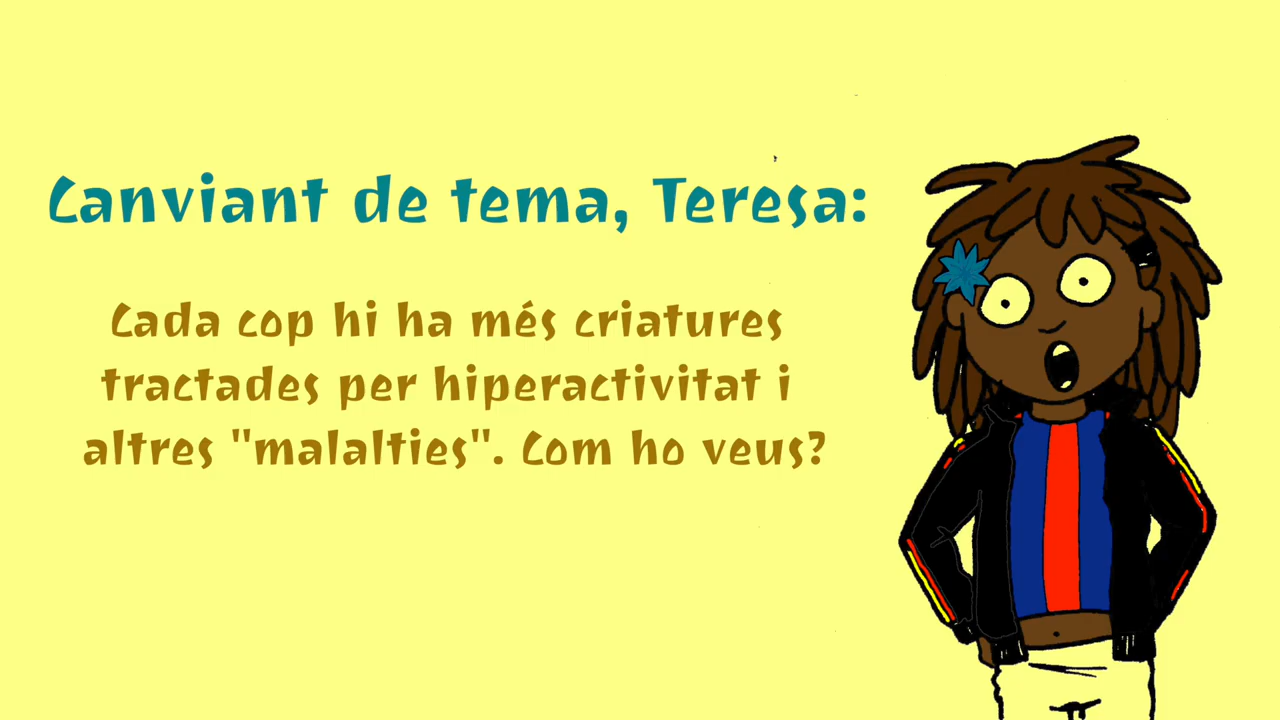 Canviant de tema, Teresa:
Cada cop hi ha més criatures
tractades per hiperactivitat i
altres "malalties". Com ho veus?